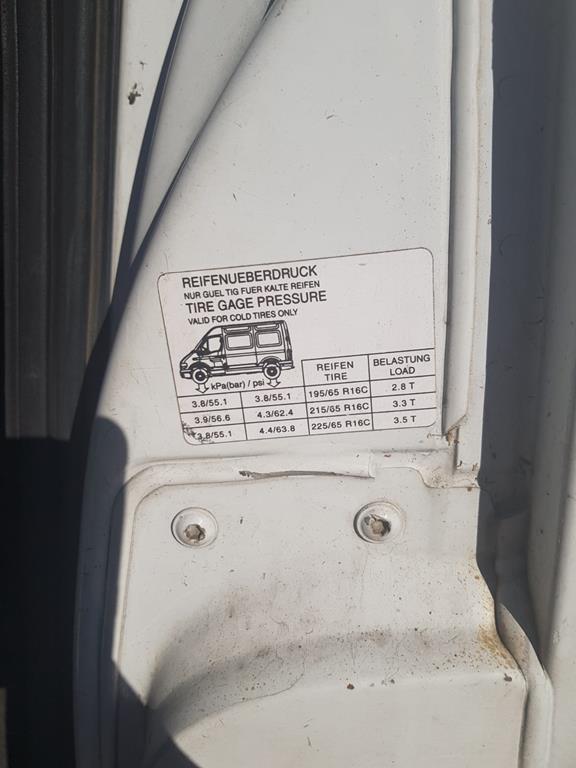 REIFENUEBERDRUCK
NUR GUEL TIG FUER KALTE REIFEN
TIRE GAGE PRESSURE
VALID FOR COLD TIRES ONLY
kPa(bar) / psi REIFEN TIRE BELASTUNG LOAD
3.8/55.1 3.8/55.1 195/65 R16C 2.8 T
3.9/56.6 4.3/62.4 215/65 R16C 3.3 T
3.8/55.1 4.4/63.8 225/65 R16C 3.5 T